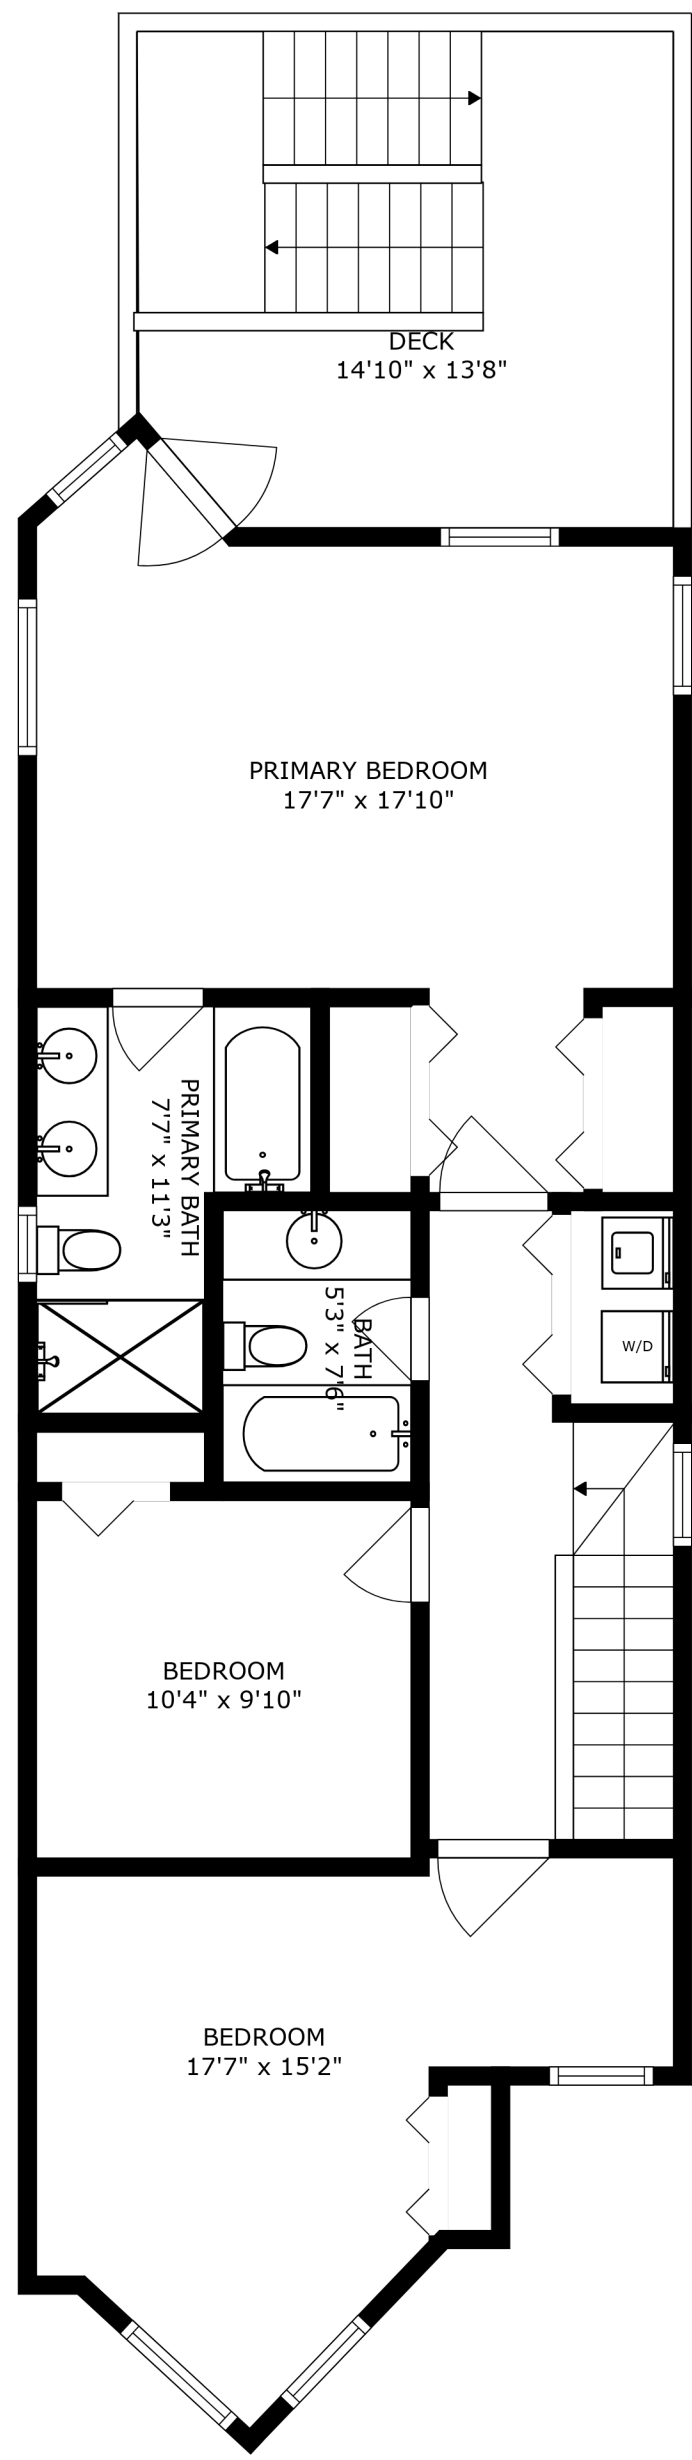 DECK
14'10" x 13'8"
PRIMARY BEDROOM
17'7" x 17'10"
PRIMARY BATH
7'7" x 11'3"
BATH
5'3" x 7'6"
W/D
BEDROOM
10'4" x 9'10"
BEDROOM
17'7" x 15'2"